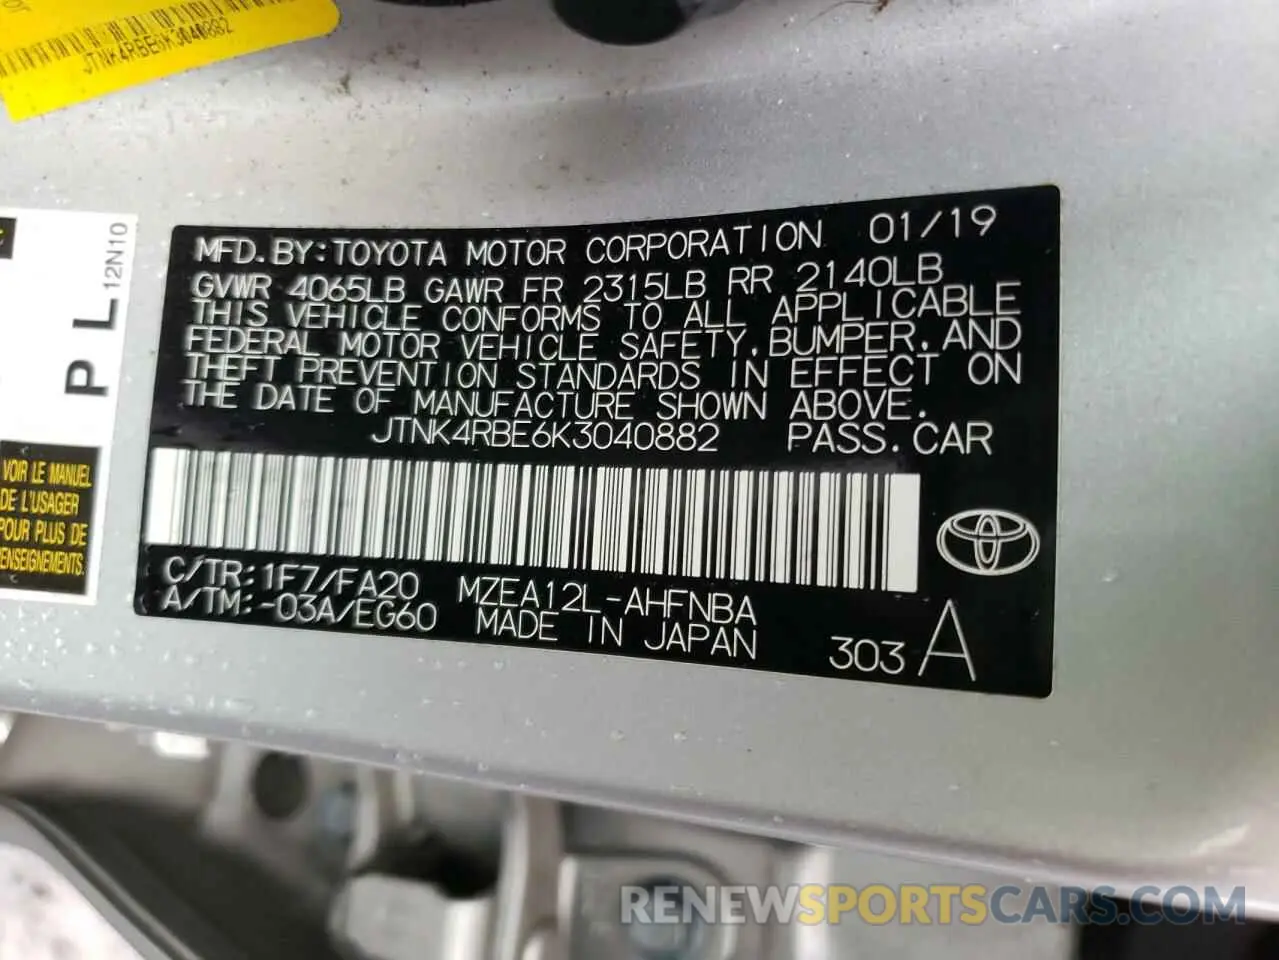 JTNK4RBE6K3040882
PL12N10
VOIR LE MANUEL
DE L'USAGER
POUR PLUS DE
RENSEIGNEMENTS.
MFD.BY:TOYOTA MOTOR CORPORATION 01/19
GVWR 4065LB GAWR FR 2315LB RR 2140LB
THIS VEHICLE CONFORMS TO ALL APPLICABLE
FEDERAL MOTOR VEHICLE SAFETY, BUMPER, AND
THEFT PREVENTION STANDARDS IN EFFECT ON
THE DATE OF MANUFACTURE SHOWN ABOVE.
JTNK4RBE6K3040882 PASS.CAR
C/TR:1F7/FA20 MZEA12L-AHFNBA
A/TM:-03A/EG60 MADE IN JAPAN 303 A
RENEWSPORTSCARS.COM